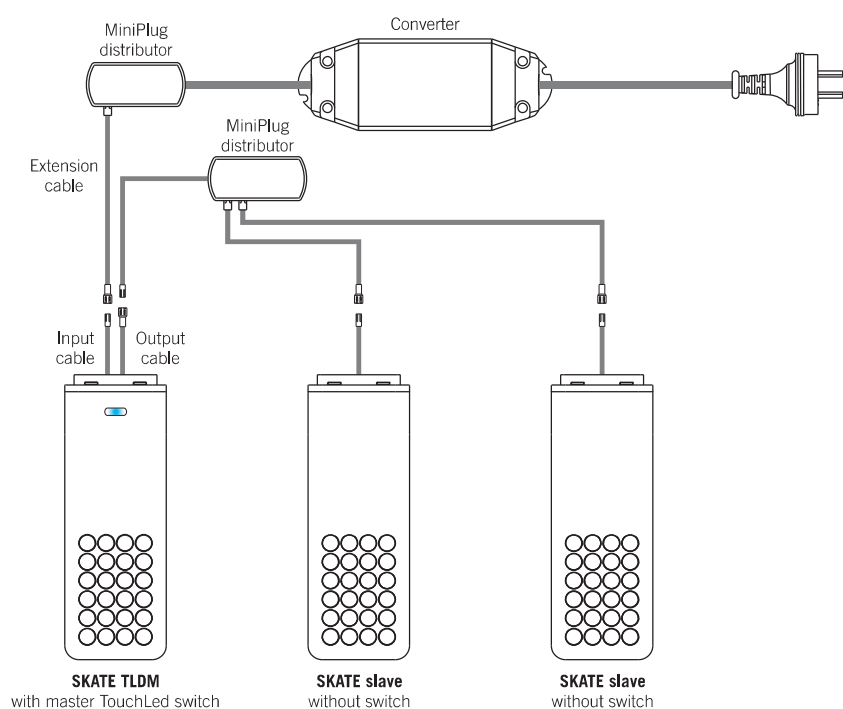 MiniPlug
distributor
Converter
MiniPlug
distributor
Extension
cable
Input
cable
Output
cable
SKATE TLDM
with master TouchLed switch
SKATE slave
without switch
SKATE slave
without switch